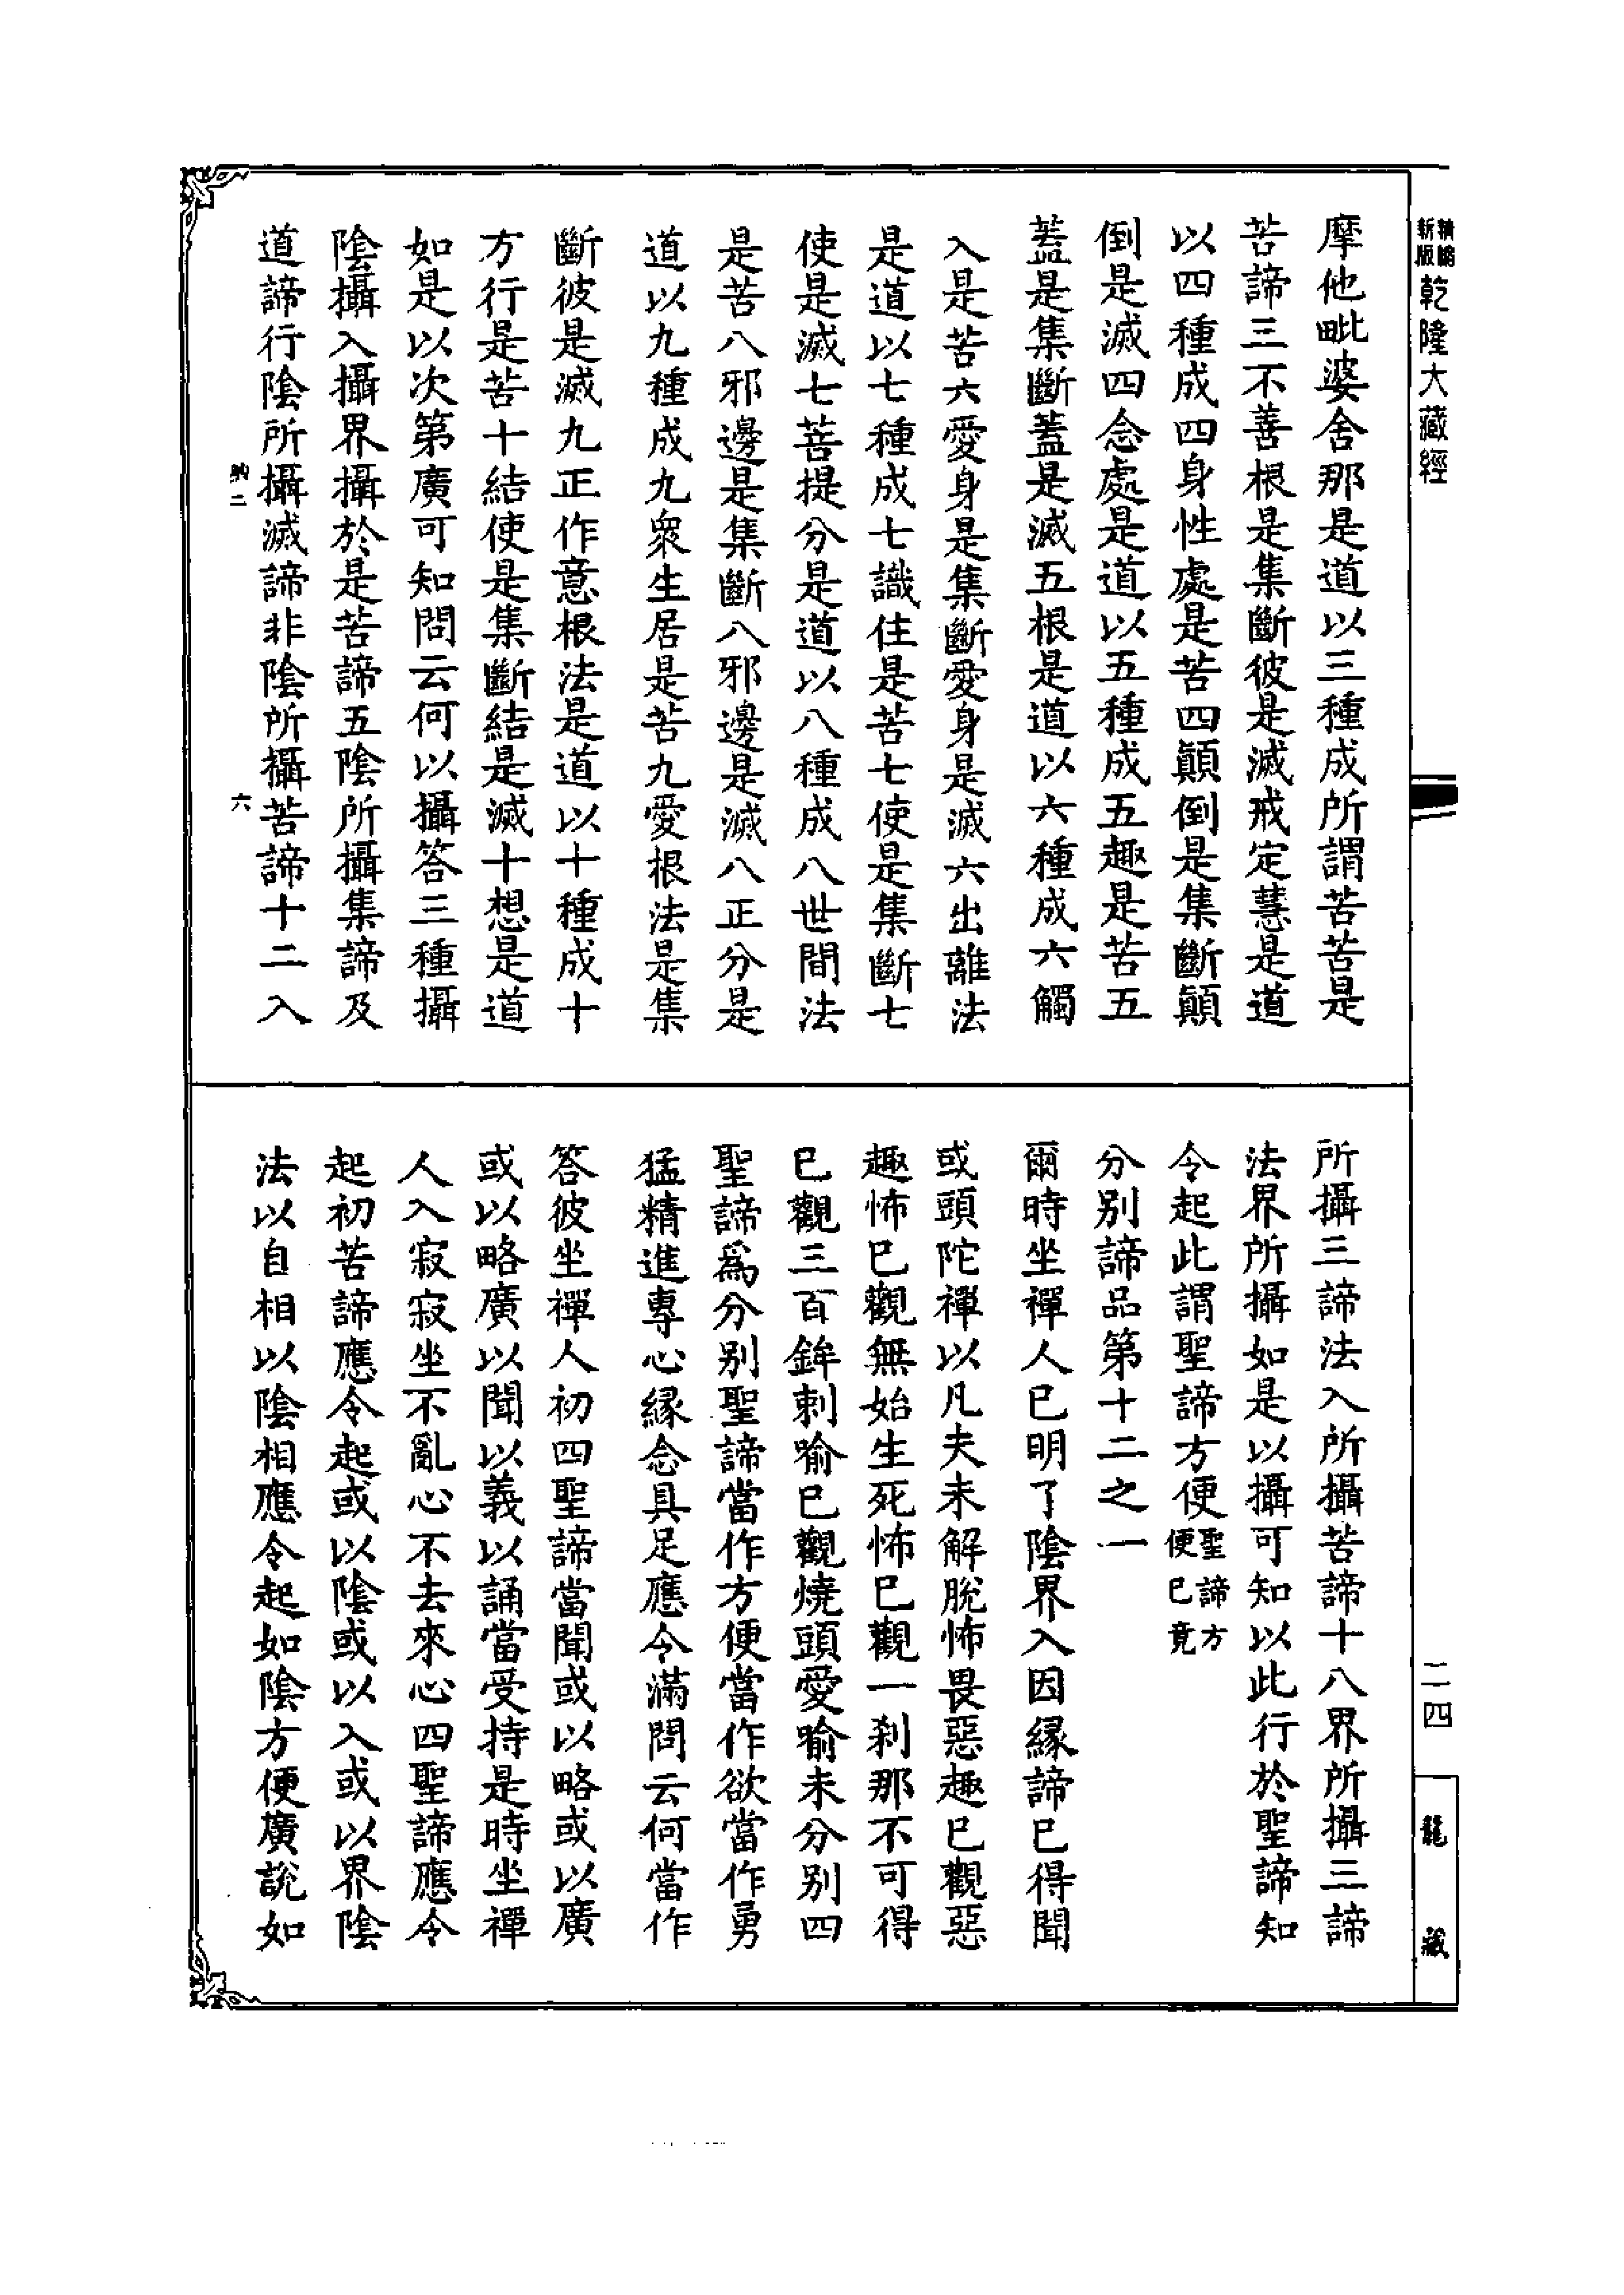 精編
新版
乾隆大藏經
摩他毗婆舍那是道以三種成所謂苦苦是
苦諦三不善根是集斷彼是滅戒定慧是道
以四種成四身性處是苦四顛倒是集斷顛
倒是滅四念處是道以五種成五趣是苦五
蓋是集斷蓋是滅五根是道以六種成六觸
入是苦六愛身是集斷愛身是滅六出離法
是道以七種成七識住是苦七使是集斷七
使是滅七菩提分是道以八種成八世間法
是苦八邪邊是集斷八邪邊是滅八正分是
道以九種成九衆生居是苦九愛根法是集
斷彼是滅九正作意根法是道以十種成十
方行是苦十結使是集斷結是滅十想是道
如是以次第廣可知問云何以攝答三種攝
陰攝入攝界攝於是苦諦五陰所攝集諦及
道諦行陰所攝滅諦非陰所攝苦諦十二入
二
六
所攝三諦法入所攝苦諦十八界所攝三諦
法界所攝如是以攝可知以此行於聖諦知
令起此謂聖諦方便聖諦方
便已竟
分别諦品第十二之一
爾時坐禪人已明了陰界入因緣諦已得聞
或頭陀禪以凡夫未解脫怖畏惡趣已觀惡
趣怖已觀無始生死怖已觀一刹那不可得
已觀三百鉾刺喻已觀燒頭愛喻未分别四
聖諦爲分别聖諦當作方便當作欲當作勇
猛精進專心緣念具足應令滿問云何當作
答彼坐禪人初四聖諦當聞或以略或以廣
或以略廣以聞以義以誦當受持是時坐禪
人入寂寂坐不亂心不去來心四聖諦應令
起初苦諦應令起或以陰或以入或以界陰
法以自相以陰相應令起如陰方便廣說如
二四
龍藏